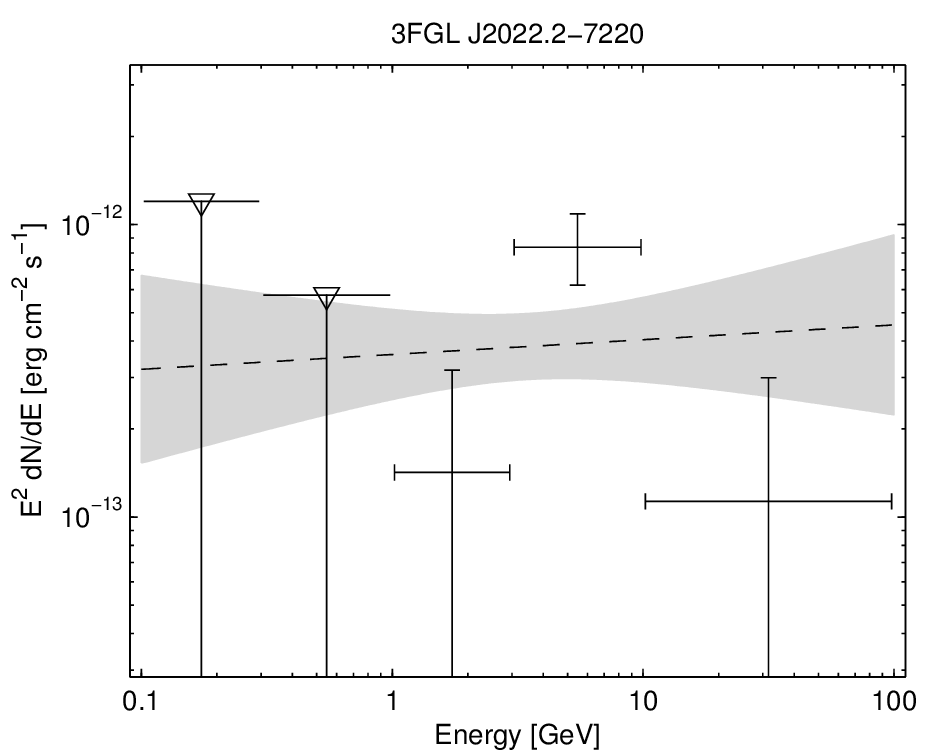 3FGL J2022.2−7220
10⁻¹²
10⁻¹³
E² dN/dE [erg cm⁻² s⁻¹]
0.1 1 10 100
Energy [GeV]